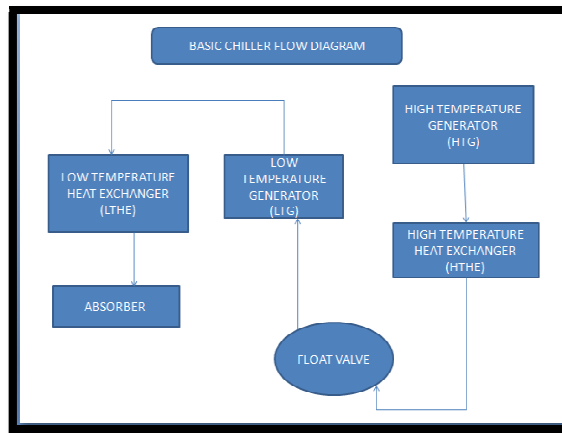 BASIC CHILLER FLOW DIAGRAM
HIGH TEMPERATURE
GENERATOR
(HTG)
LOW TEMPERATURE
HEAT EXCHANGER
(LTHE)
LOW
TEMPERATURE
GENERATOR
(LTG)
HIGH TEMPERATURE
HEAT EXCHANGER
(HTHE)
ABSORBER
FLOAT VALVE